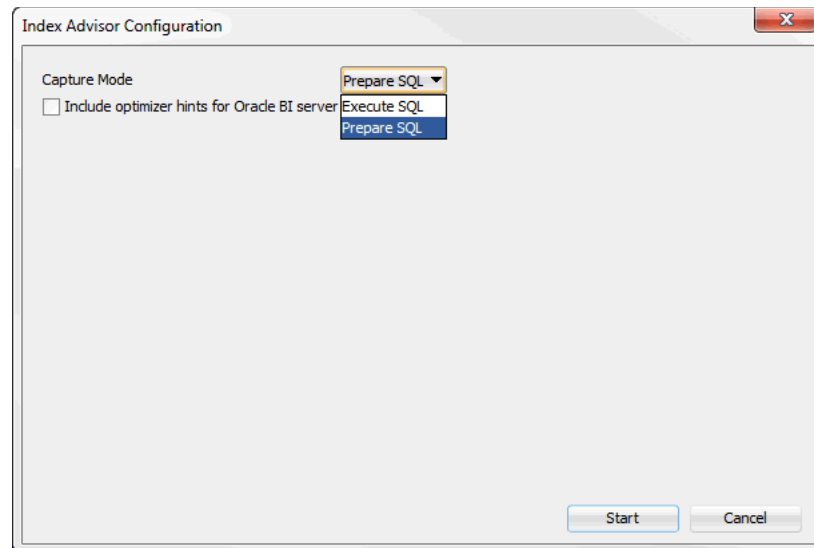 Index Advisor Configuration
Capture Mode Prepare SQL
Include optimizer hints for Oracle BI server Execute SQL
Prepare SQL
Start Cancel